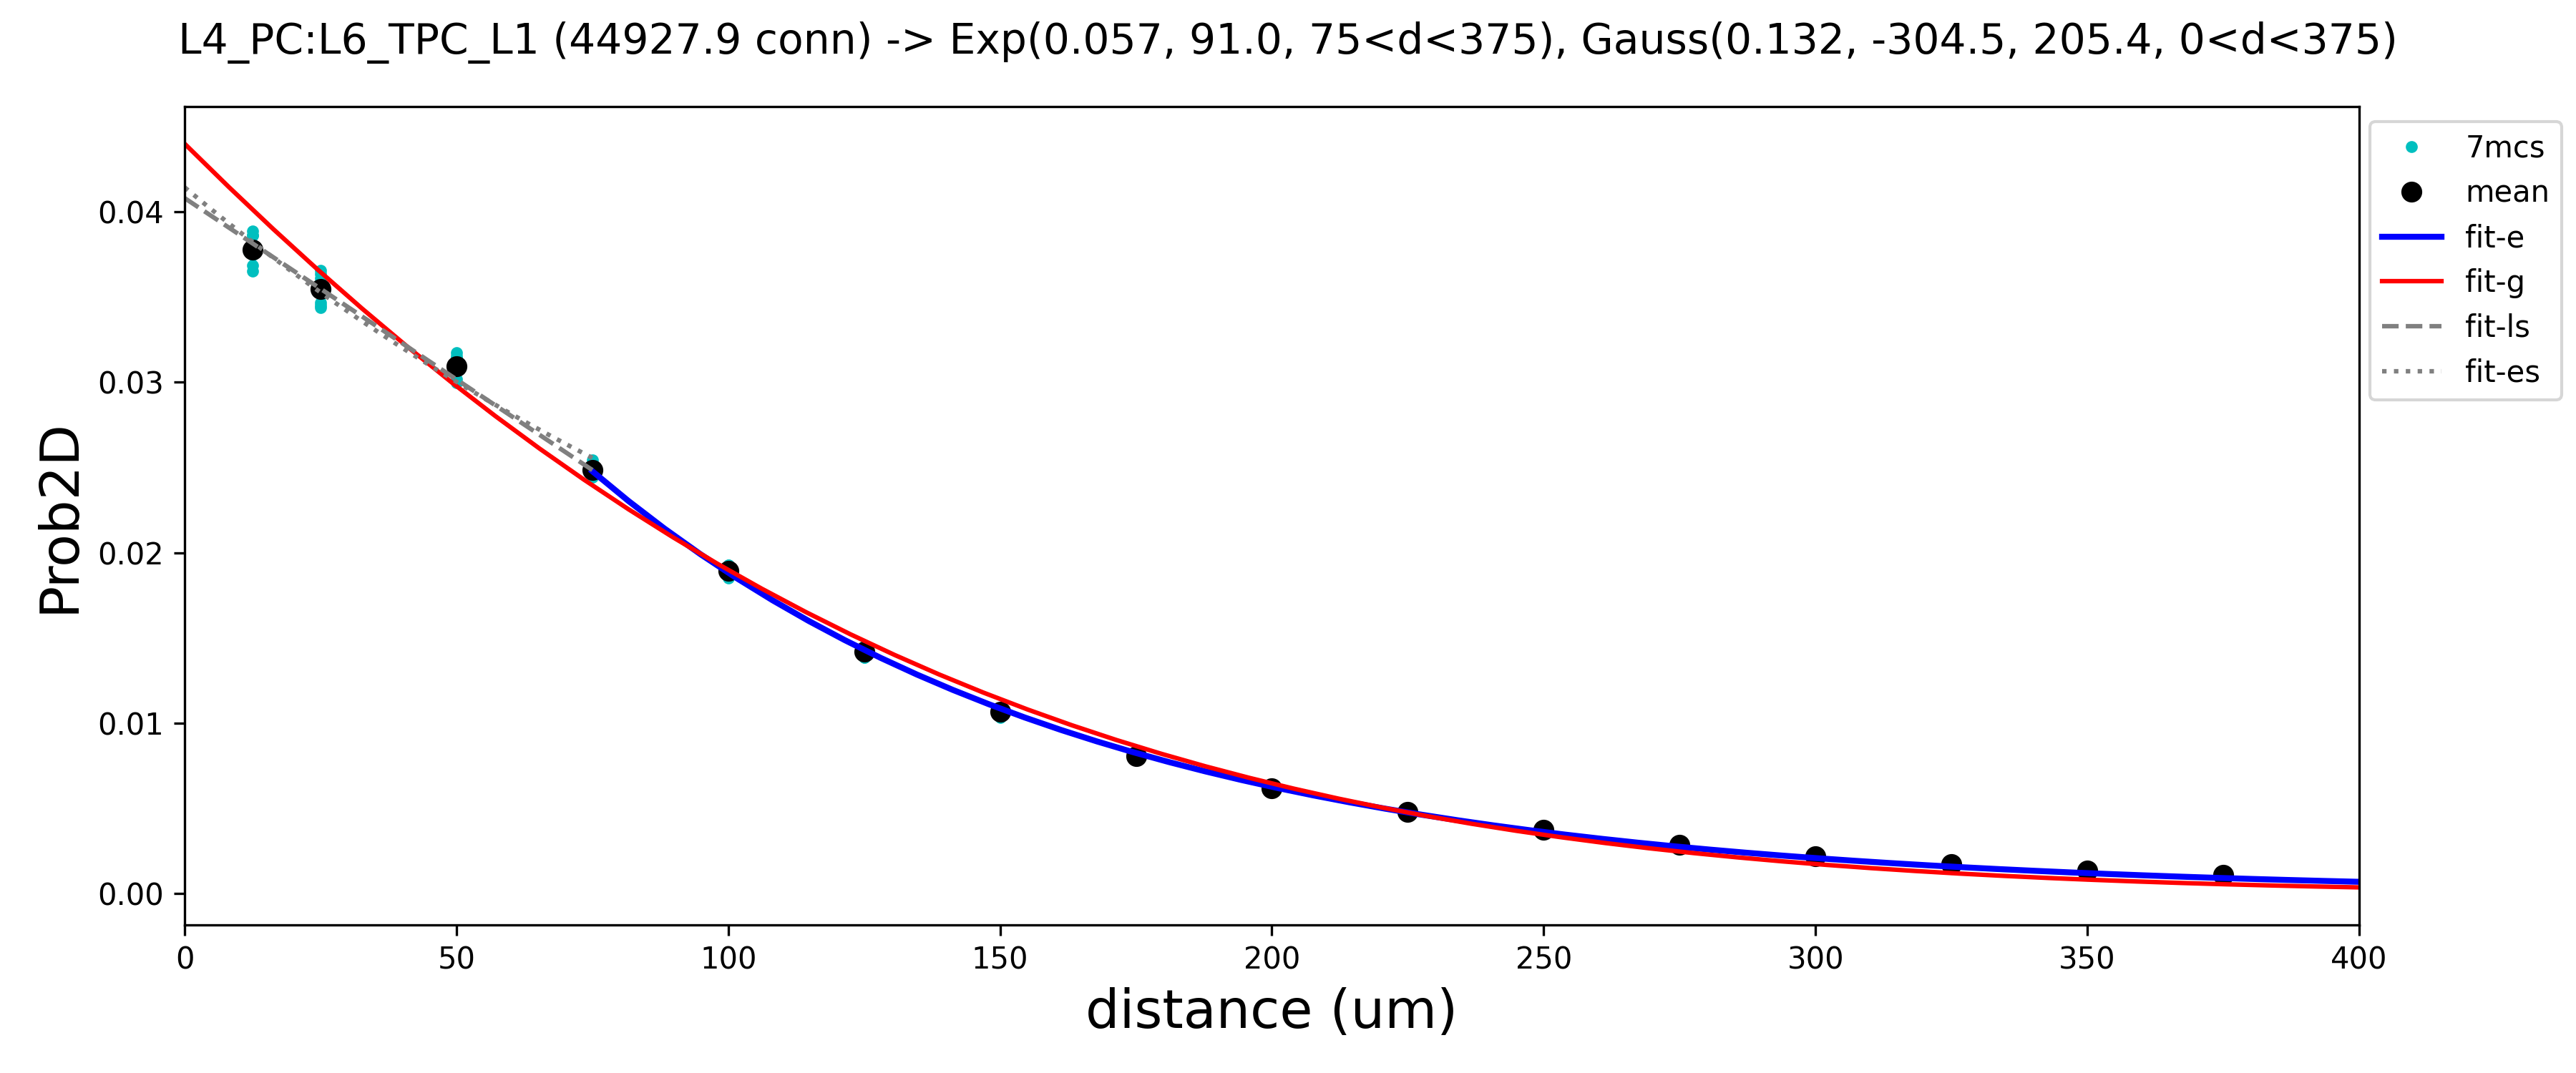 L4_PC:L6_TPC_L1 (44927.9 conn) -> Exp(0.057, 91.0, 75<d<375), Gauss(0.132, -304.5, 205.4, 0<d<375)
7mcs
mean
fit-e
fit-g
fit-ls
fit-es
Prob2D
0.04
0.03
0.02
0.01
0.00
0 50 100 150 200 250 300 350 400
distance (um)